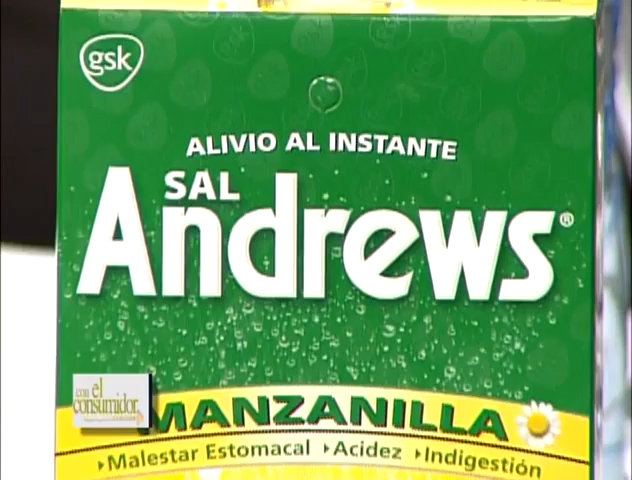 gsk
ALIVIO AL INSTANTE
SAL
Andrews®
con el
consumidor
MANZANILLA
Malestar Estomacal Acidez Indigestión